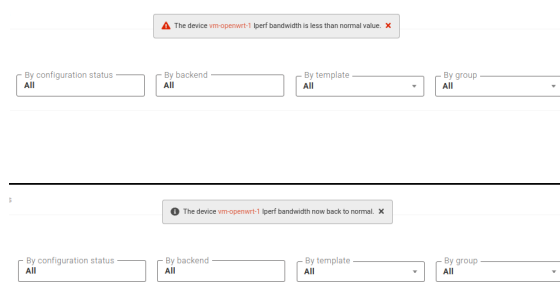 The device vm-openwrt-1 Iperf bandwidth is less than normal value.
By configuration status By backend By template By group
All All All All
s
The device vm-openwrt-1 Iperf bandwidth now back to normal.
By configuration status By backend By template By group
All All All All